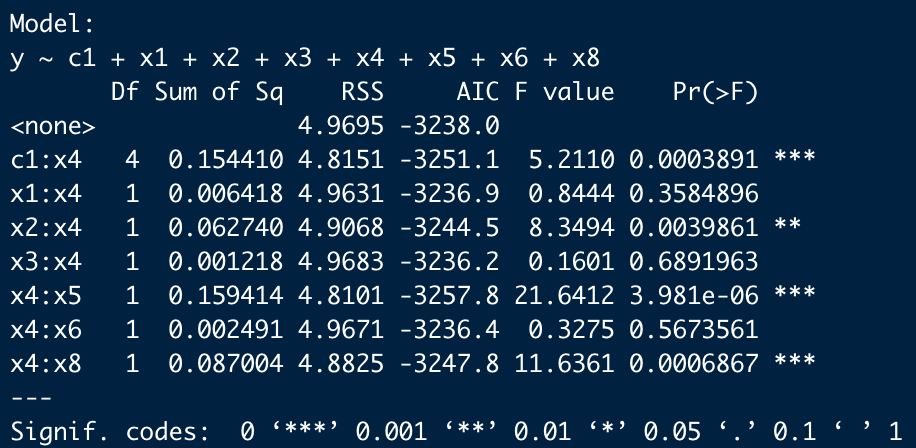 Model:
y ~ c1 + x1 + x2 + x3 + x4 + x5 + x6 + x8
       Df Sum of Sq    RSS     AIC F value    Pr(>F)
<none>              4.9695 -3238.0
c1:x4   4  0.154410 4.8151 -3251.1  5.2110 0.0003891 ***
x1:x4   1  0.006418 4.9631 -3236.9  0.8444 0.3584896
x2:x4   1  0.062740 4.9068 -3244.5  8.3494 0.0039861 **
x3:x4   1  0.001218 4.9683 -3236.2  0.1601 0.6891963
x4:x5   1  0.159414 4.8101 -3257.8 21.6412 3.981e-06 ***
x4:x6   1  0.002491 4.9671 -3236.4  0.3275 0.5673561
x4:x8   1  0.087004 4.8825 -3247.8 11.6361 0.0006867 ***
---
Signif. codes:  0 ‘***’ 0.001 ‘**’ 0.01 ‘*’ 0.05 ‘.’ 0.1 ‘ ’ 1